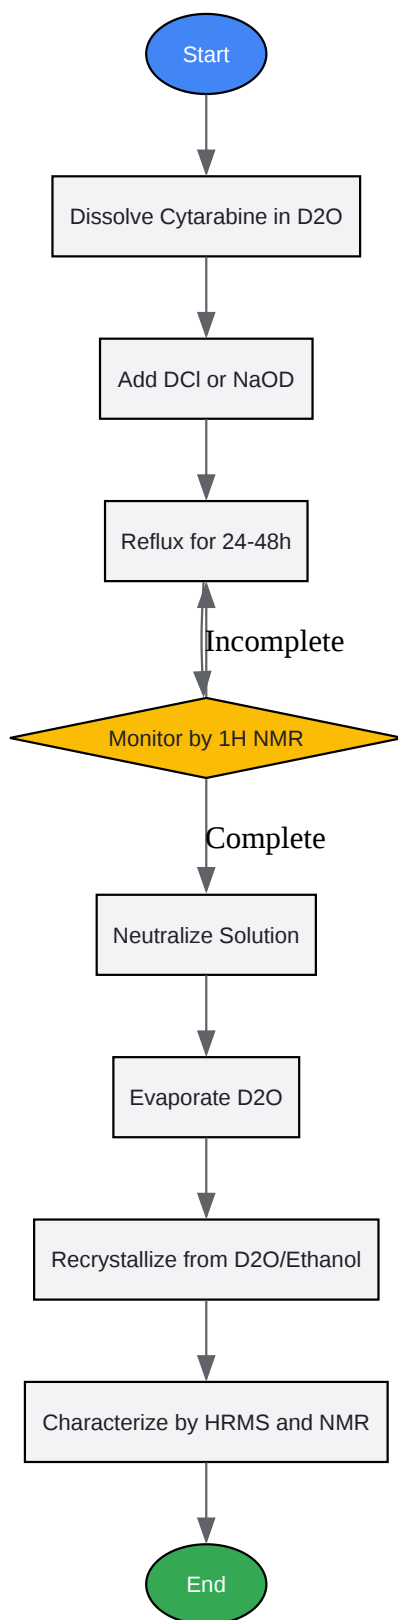 Start
Dissolve Cytarabine in D2O
Add DCl or NaOD
Reflux for 24-48h
Incomplete
Monitor by 1H NMR
Complete
Neutralize Solution
Evaporate D2O
Recrystallize from D2O/Ethanol
Characterize by HRMS and NMR
End